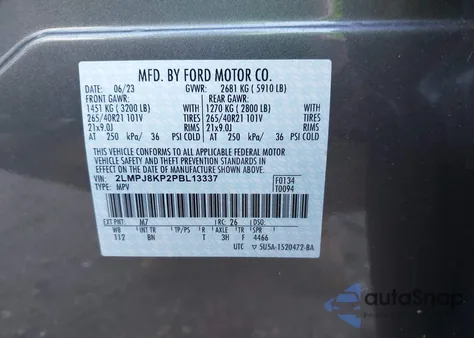 MFD. BY FORD MOTOR CO.
DATE: 06/23 GVWR: 2681 KG ( 5910 LB)
FRONT GAWR: REAR GAWR:
1451 KG ( 3200 LB) 1270 KG ( 2800 LB)
265/40R21 101V TIRES 265/40R21 101V TIRES
21x9.0J RIMS 21x9.0J RIMS
AT 250 kPa/ 36 PSI COLD AT 250 kPa/ 36 PSI COLD
THIS VEHICLE CONFORMS TO ALL APPLICABLE FEDERAL MOTOR
VEHICLE SAFETY AND THEFT PREVENTION STANDARDS IN
EFFECT ON THE DATE OF MANUFACTURE SHOWN ABOVE.
VIN: 2LMPJ8KP2PBL13337 F0134
TYPE: MPV T0094
EXT PNT: M7 RC: 26 DSO:
WB INT TR TP/PS R AXLE TR SPR
112 BN T 3H F 4466
UTC ▽ 5U5A-1520472-BA
autoSnap